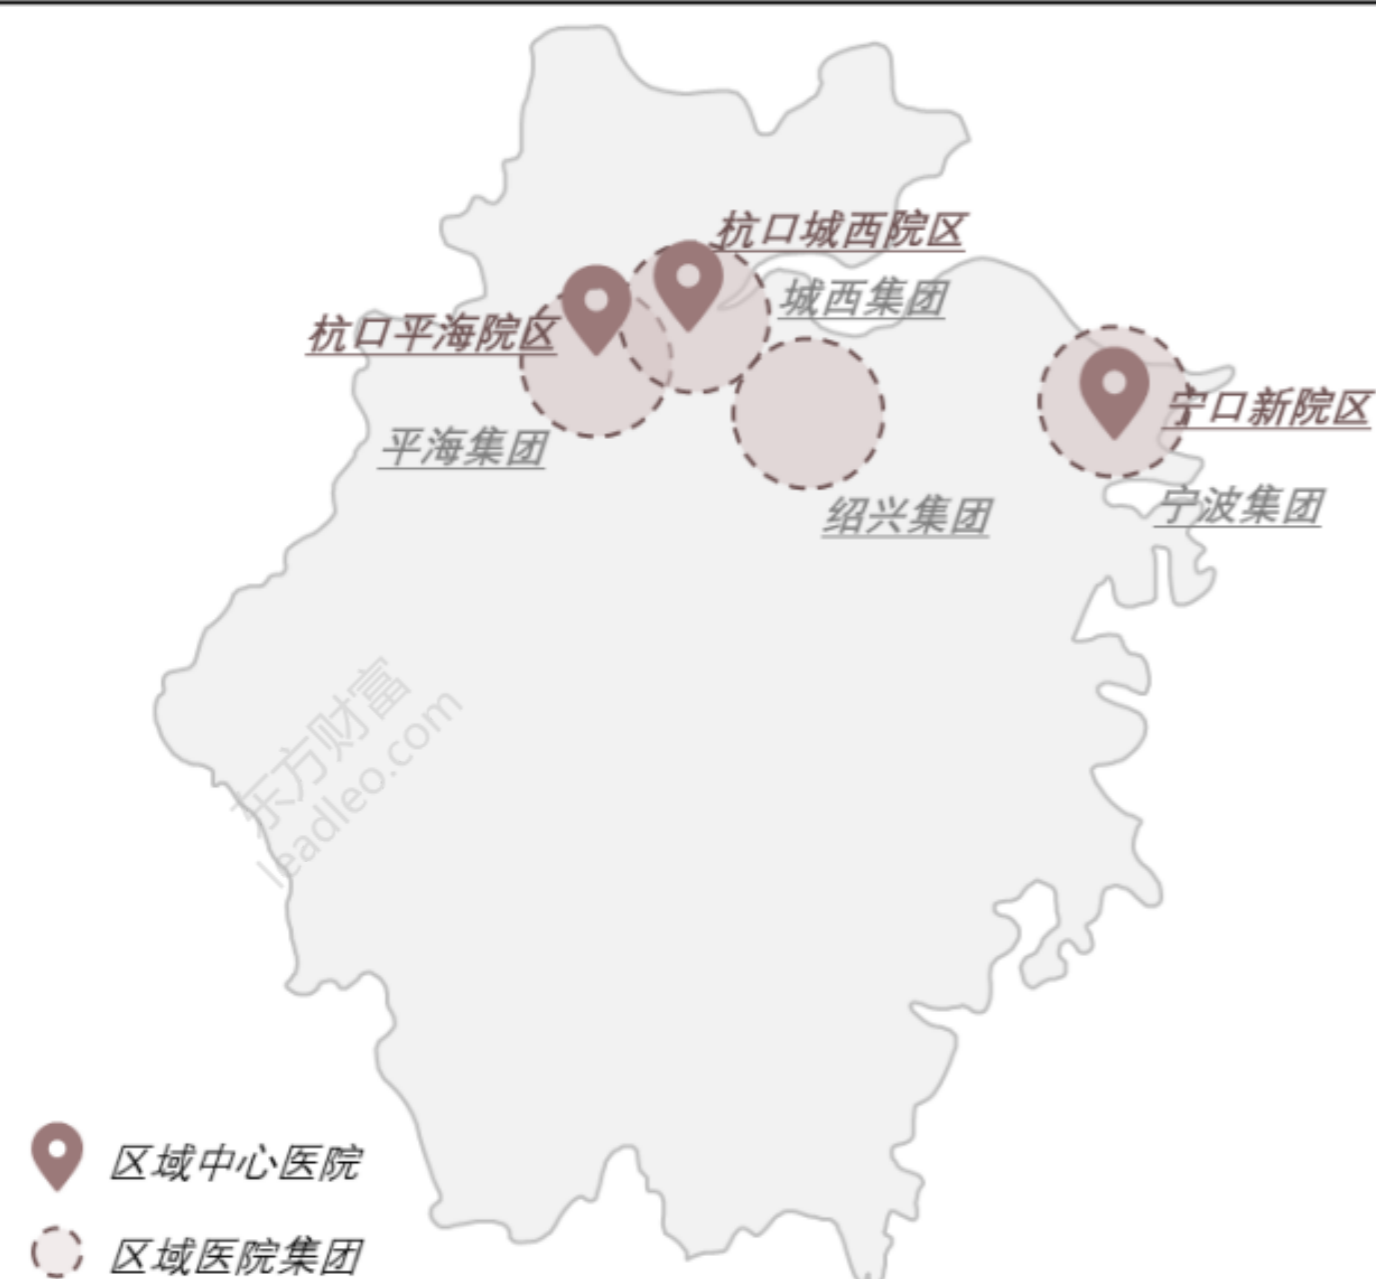 杭口城西院区
城西集团
杭口平海院区
宁口新院区
平海集团
绍兴集团
宁波集团
东方财富
leadleo.com
区域中心医院
区域医院集团